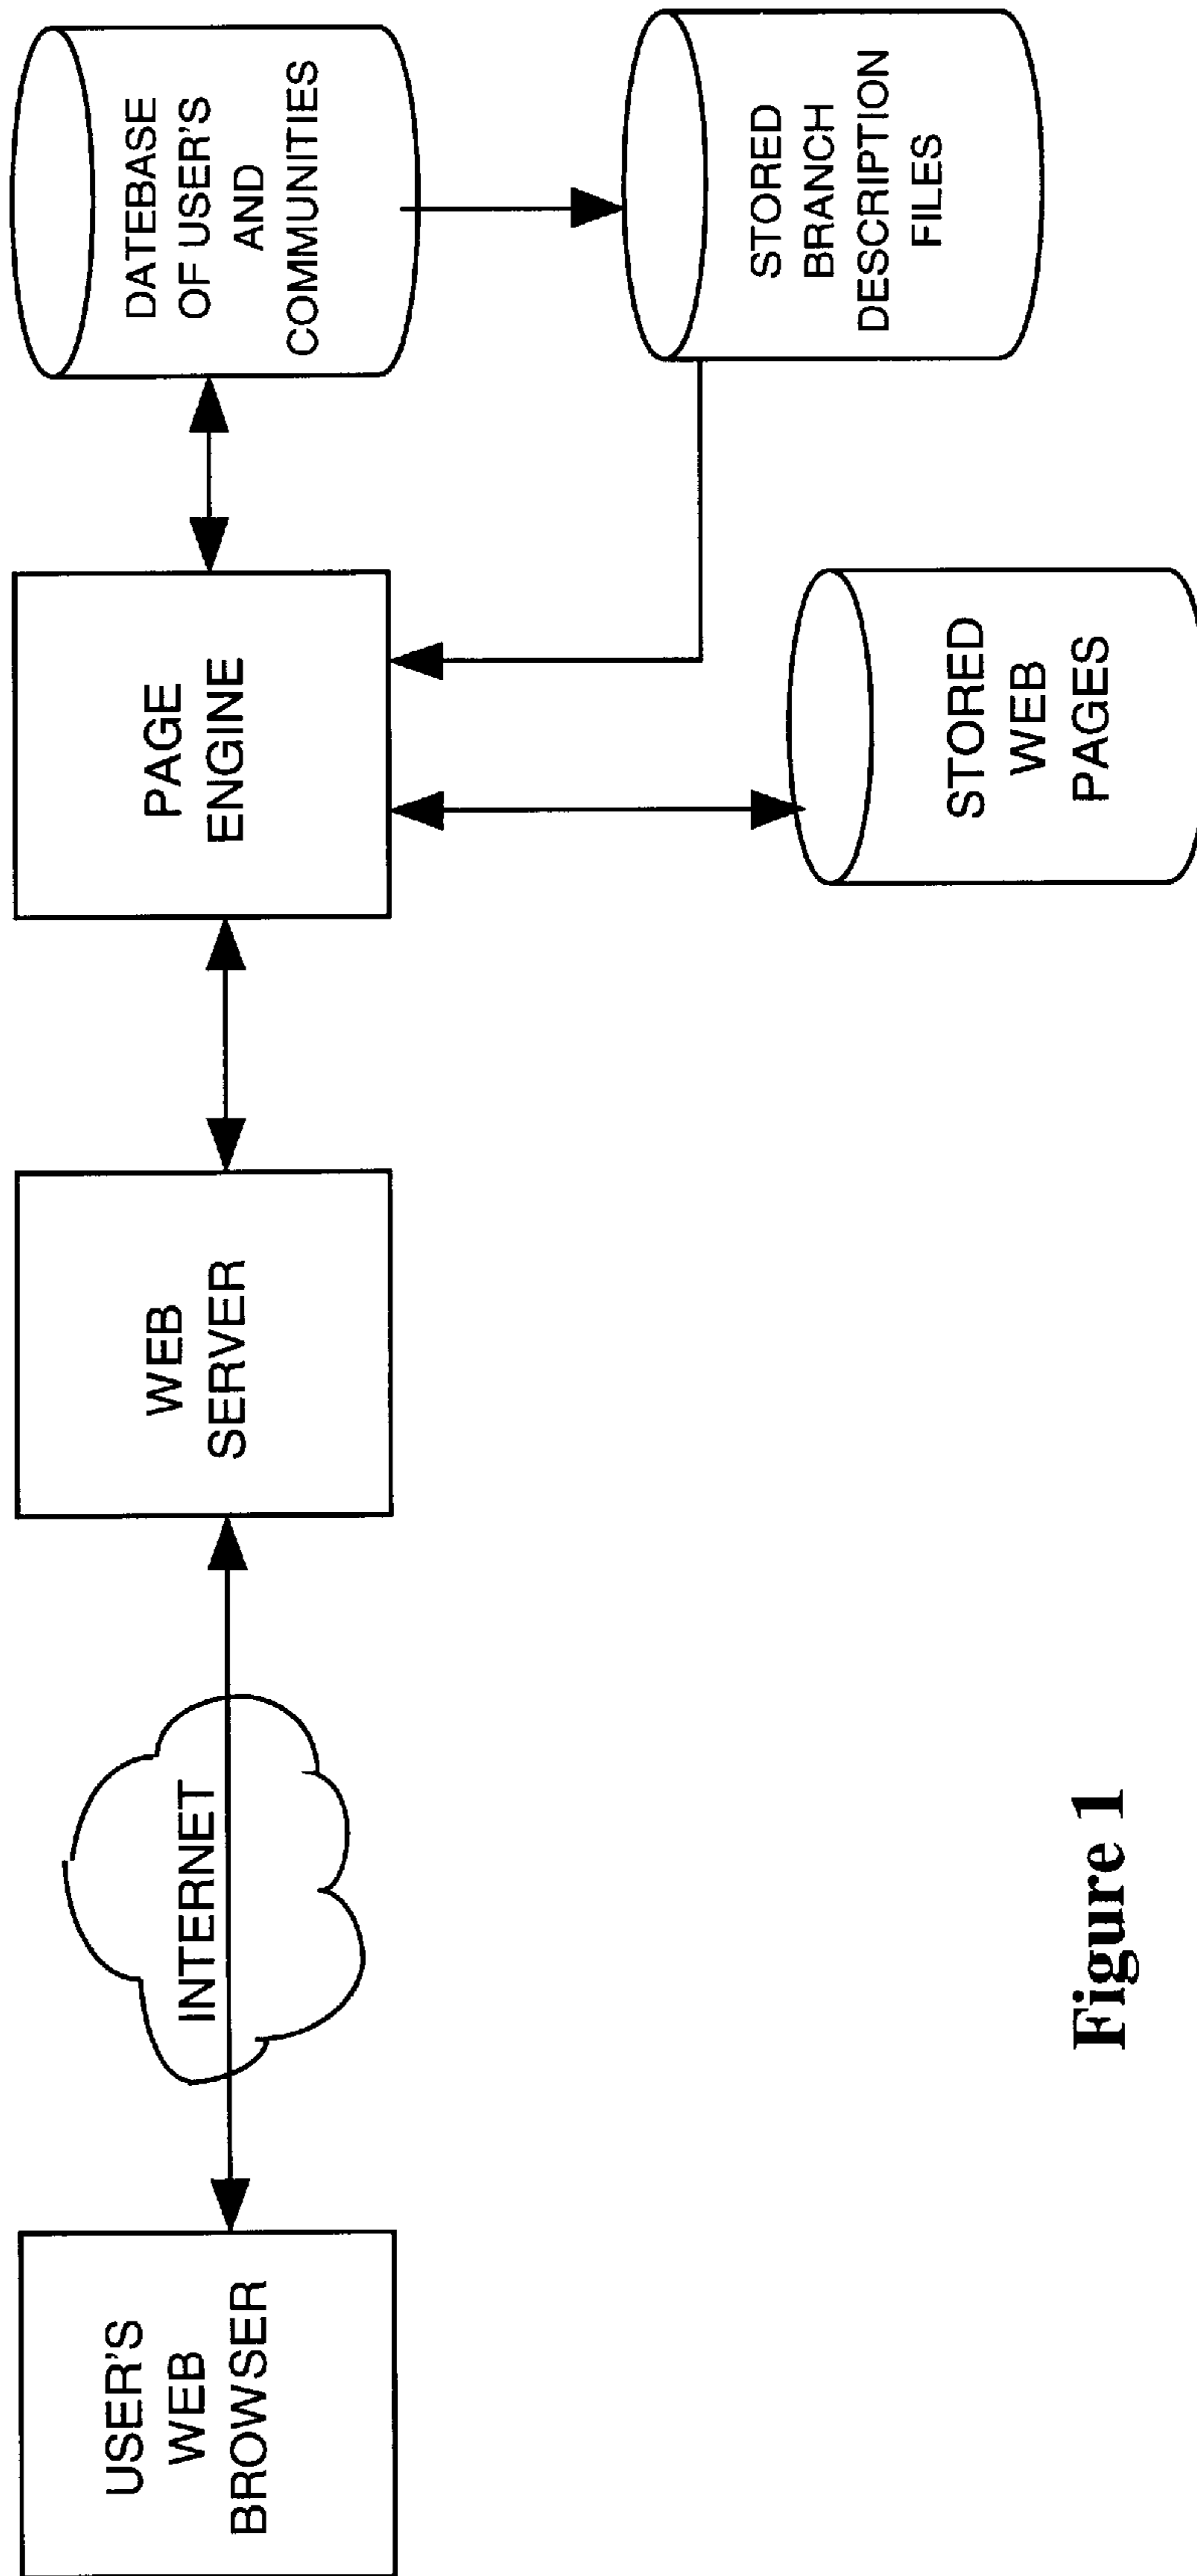 USER'S
WEB
BROWSER
INTERNET
WEB
SERVER
PAGE
ENGINE
DATEBASE
OF USER'S
AND
COMMUNITIES
STORED
WEB
PAGES
STORED
BRANCH
DESCRIPTION
FILES
Figure 1